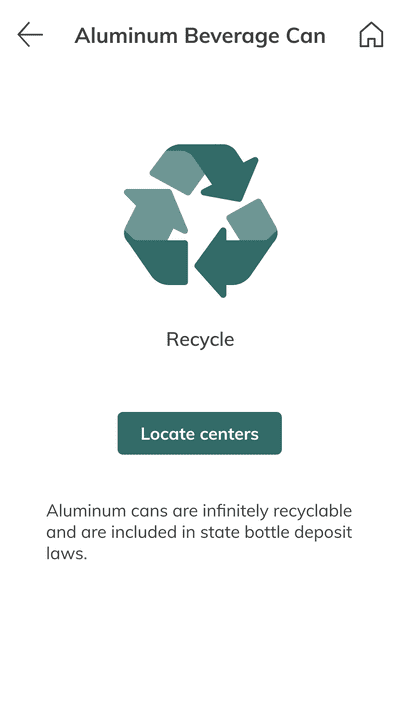 Aluminum Beverage Can
Recycle
Locate centers
Aluminum cans are infinitely recyclable
and are included in state bottle deposit
laws.